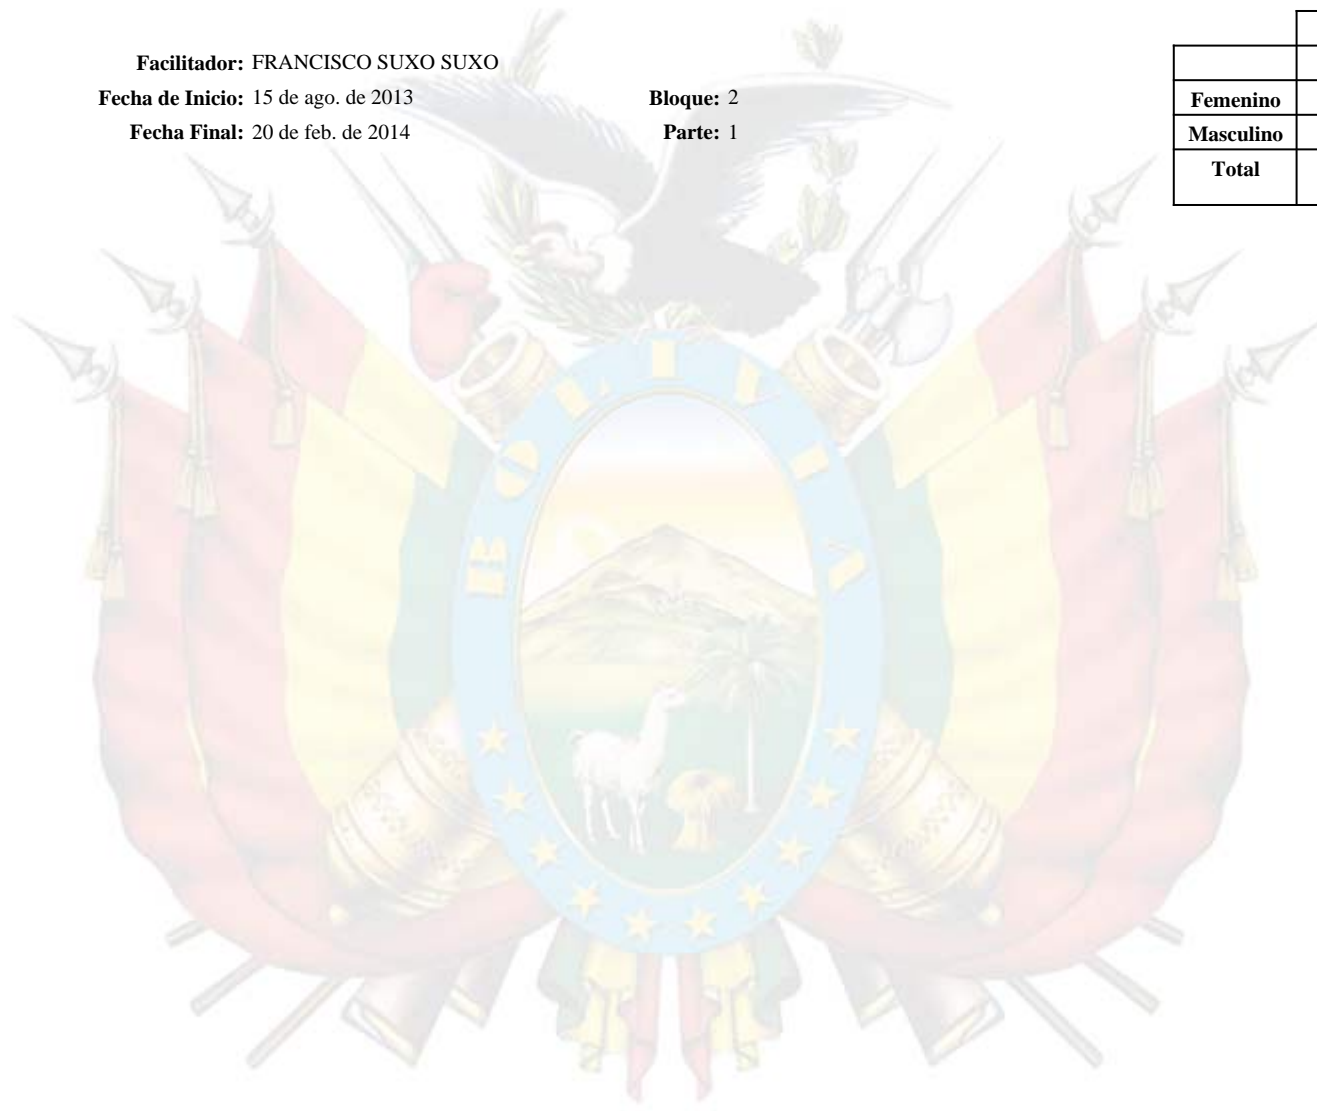 Facilitador: FRANCISCO SUXO SUXO
Fecha de Inicio: 15 de ago. de 2013 Bloque: 2
Fecha Final: 20 de feb. de 2014 Parte: 1
Femenino
Masculino
Total
BOLIVIA